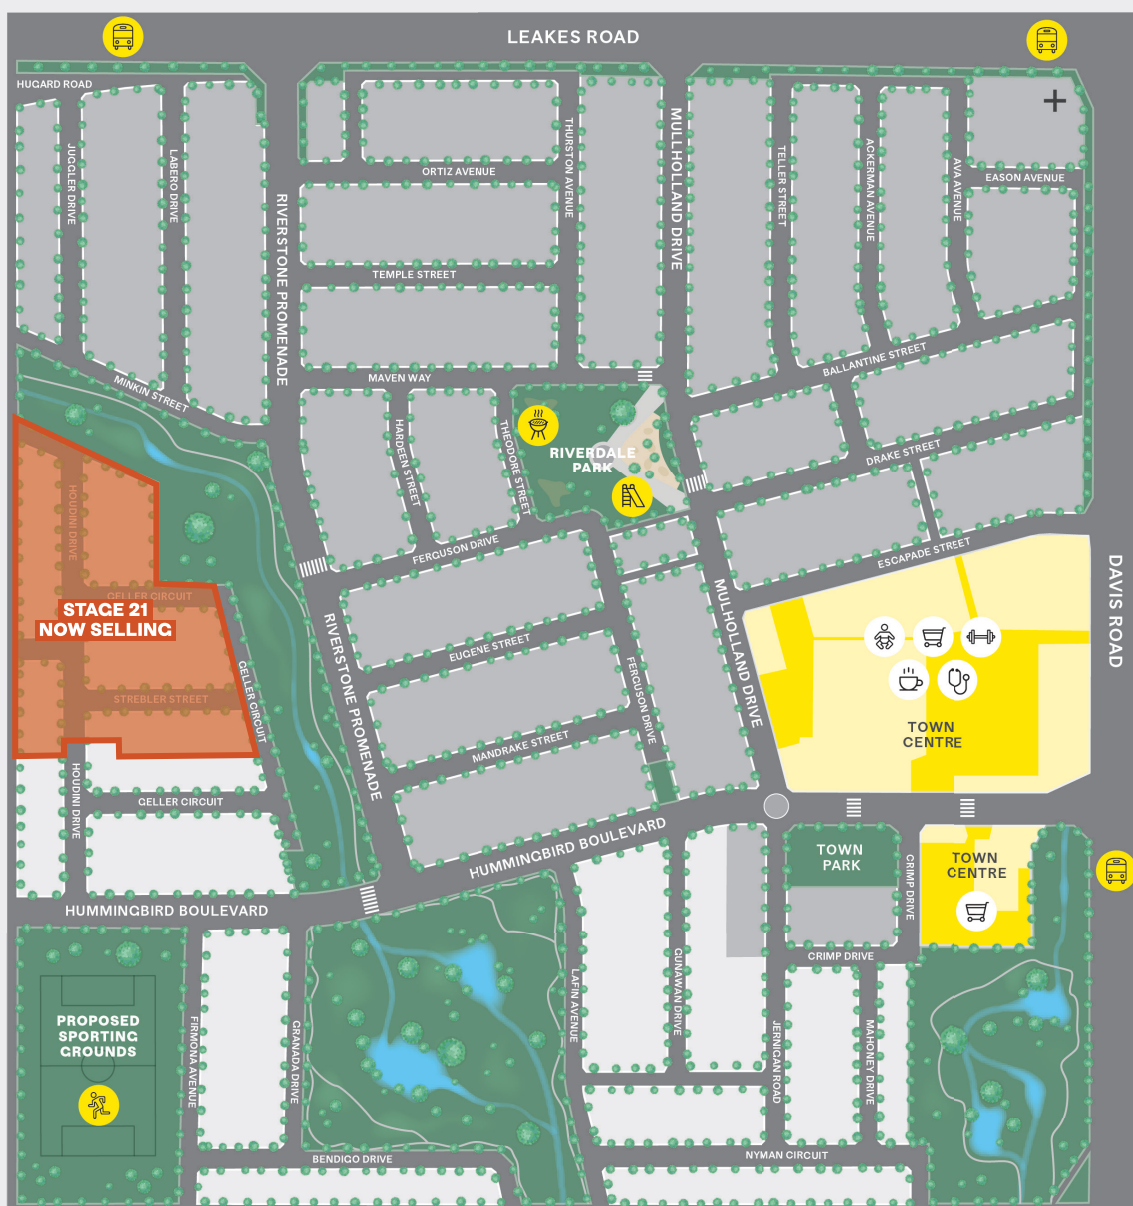 LEAKES ROAD
HUGARD ROAD
JUGGLER DRIVE
LABERO DRIVE
RIVERSTONE PROMENADE
THURSTON AVENUE
ORTIZ AVENUE
TEMPLE STREET
MAVEN WAY
MULLHOLLAND DRIVE
TELLER STREET
ACKERMAN AVENUE
AVA AVENUE
EASON AVENUE
BALLANTINE STREET
MINKIN STREET
HARDEEN STREET
THEODORE STREET
RIVERDALE
PARK
DRAKE STREET
FERGUSON DRIVE
ESCAPADE STREET
HOUDINI DRIVE
GELLER CIRCUIT
STAGE 21
NOW SELLING
STREBLER STREET
GELLER CIRCUIT
RIVERSTONE PROMENADE
EUGENE STREET
FERGUSON DRIVE
MULHOLLAND DRIVE
DAVIS ROAD
TOWN
CENTRE
MANDRAKE STREET
HOUDINI DRIVE
GELLER CIRCUIT
HUMMINGBIRD BOULEVARD
TOWN
PARK
CRIMP DRIVE
TOWN
CENTRE
HUMMINGBIRD BOULEVARD
CRIMP DRIVE
PROPOSED
SPORTING
GROUNDS
FIRMONA AVENUE
GRANADA DRIVE
LAFIN AVENUE
GUNAWAN DRIVE
JERNIGAN ROAD
MAHONEY DRIVE
BENDIGO DRIVE
NYMAN CIRCUIT